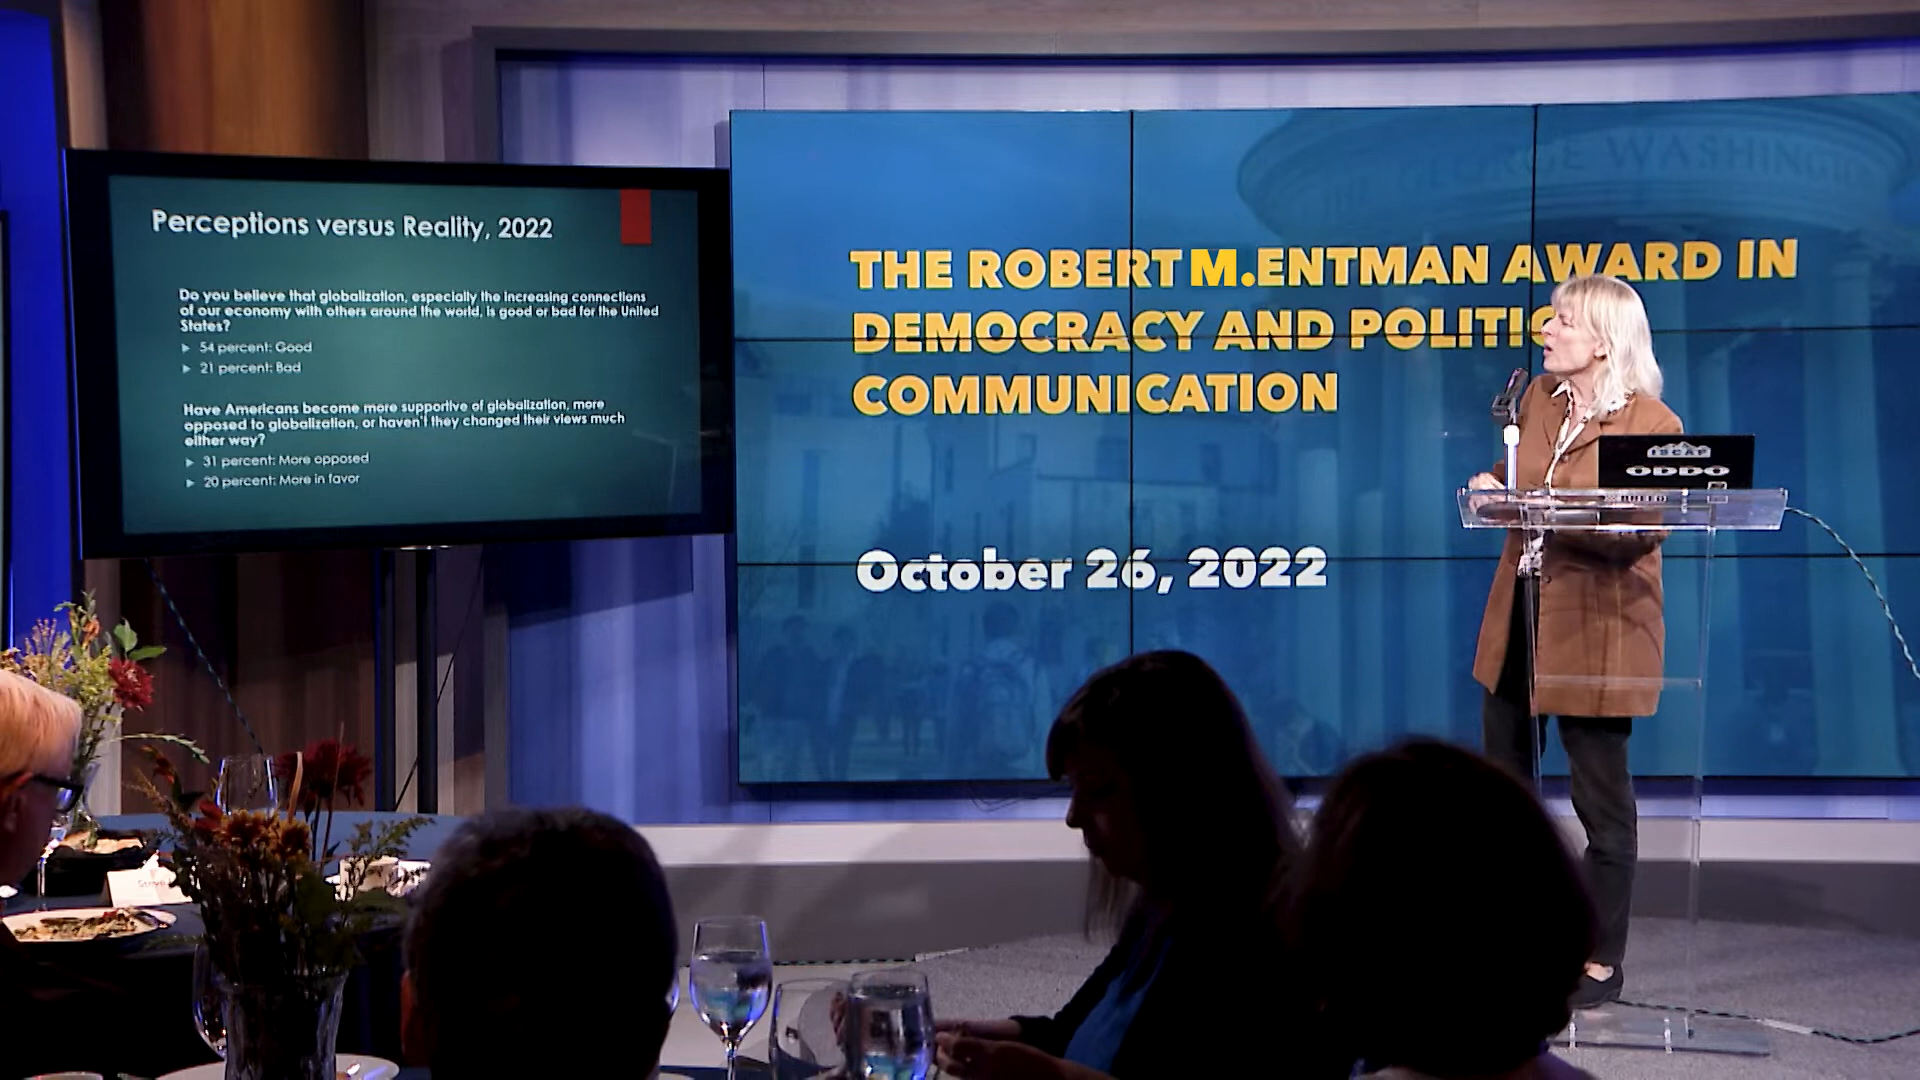 Perceptions versus Reality, 2022
Do you believe that globalization, especially the increasing connections
of our economy with others around the world, is good or bad for the United
States?
54 percent: Good
21 percent: Bad
Have Americans become more supportive of globalization, more
opposed to globalization, or haven't they changed their views much
either way?
31 percent: More opposed
20 percent: More in favor
THE ROBERT M.ENTMAN AWARD IN
DEMOCRACY AND POLITIC
COMMUNICATION
October 26, 2022
THE GEORGE WASHING